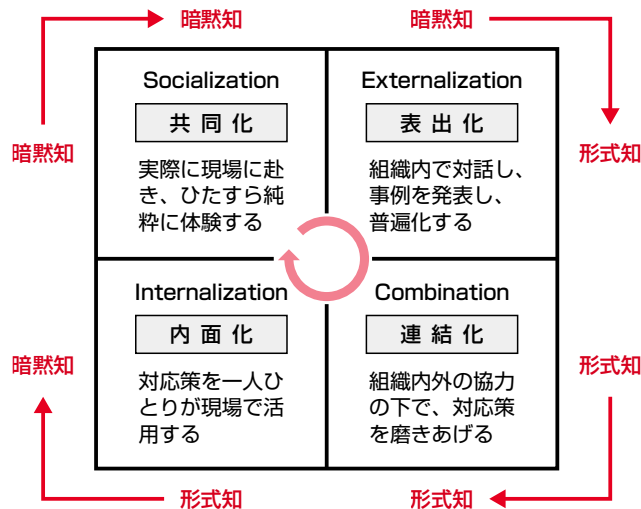 暗黙知
暗黙知
暗黙知
形式知
Socialization
共同化
実際に現場に赴
き、ひたすら純
粋に体験する
Externalization
表出化
組織内で対話し、
事例を発表し、
普遍化する
Internalization
内面化
対応策を一人ひ
とりが現場で活
用する
Combination
連結化
組織内外の協力
の下で、対応策
を磨きあげる
暗黙知
形式知
形式知
形式知